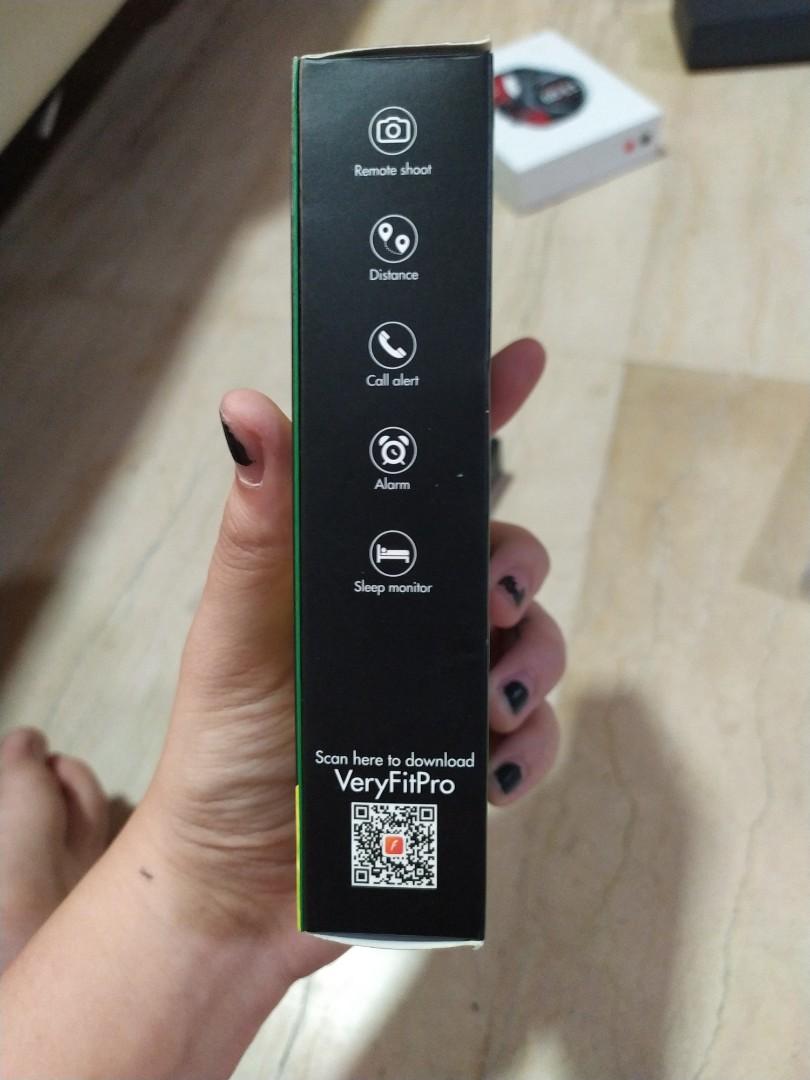 Remote shoot
Distance
Call alert
Alarm
Sleep monitor
Scan here to download
VeryFitPro